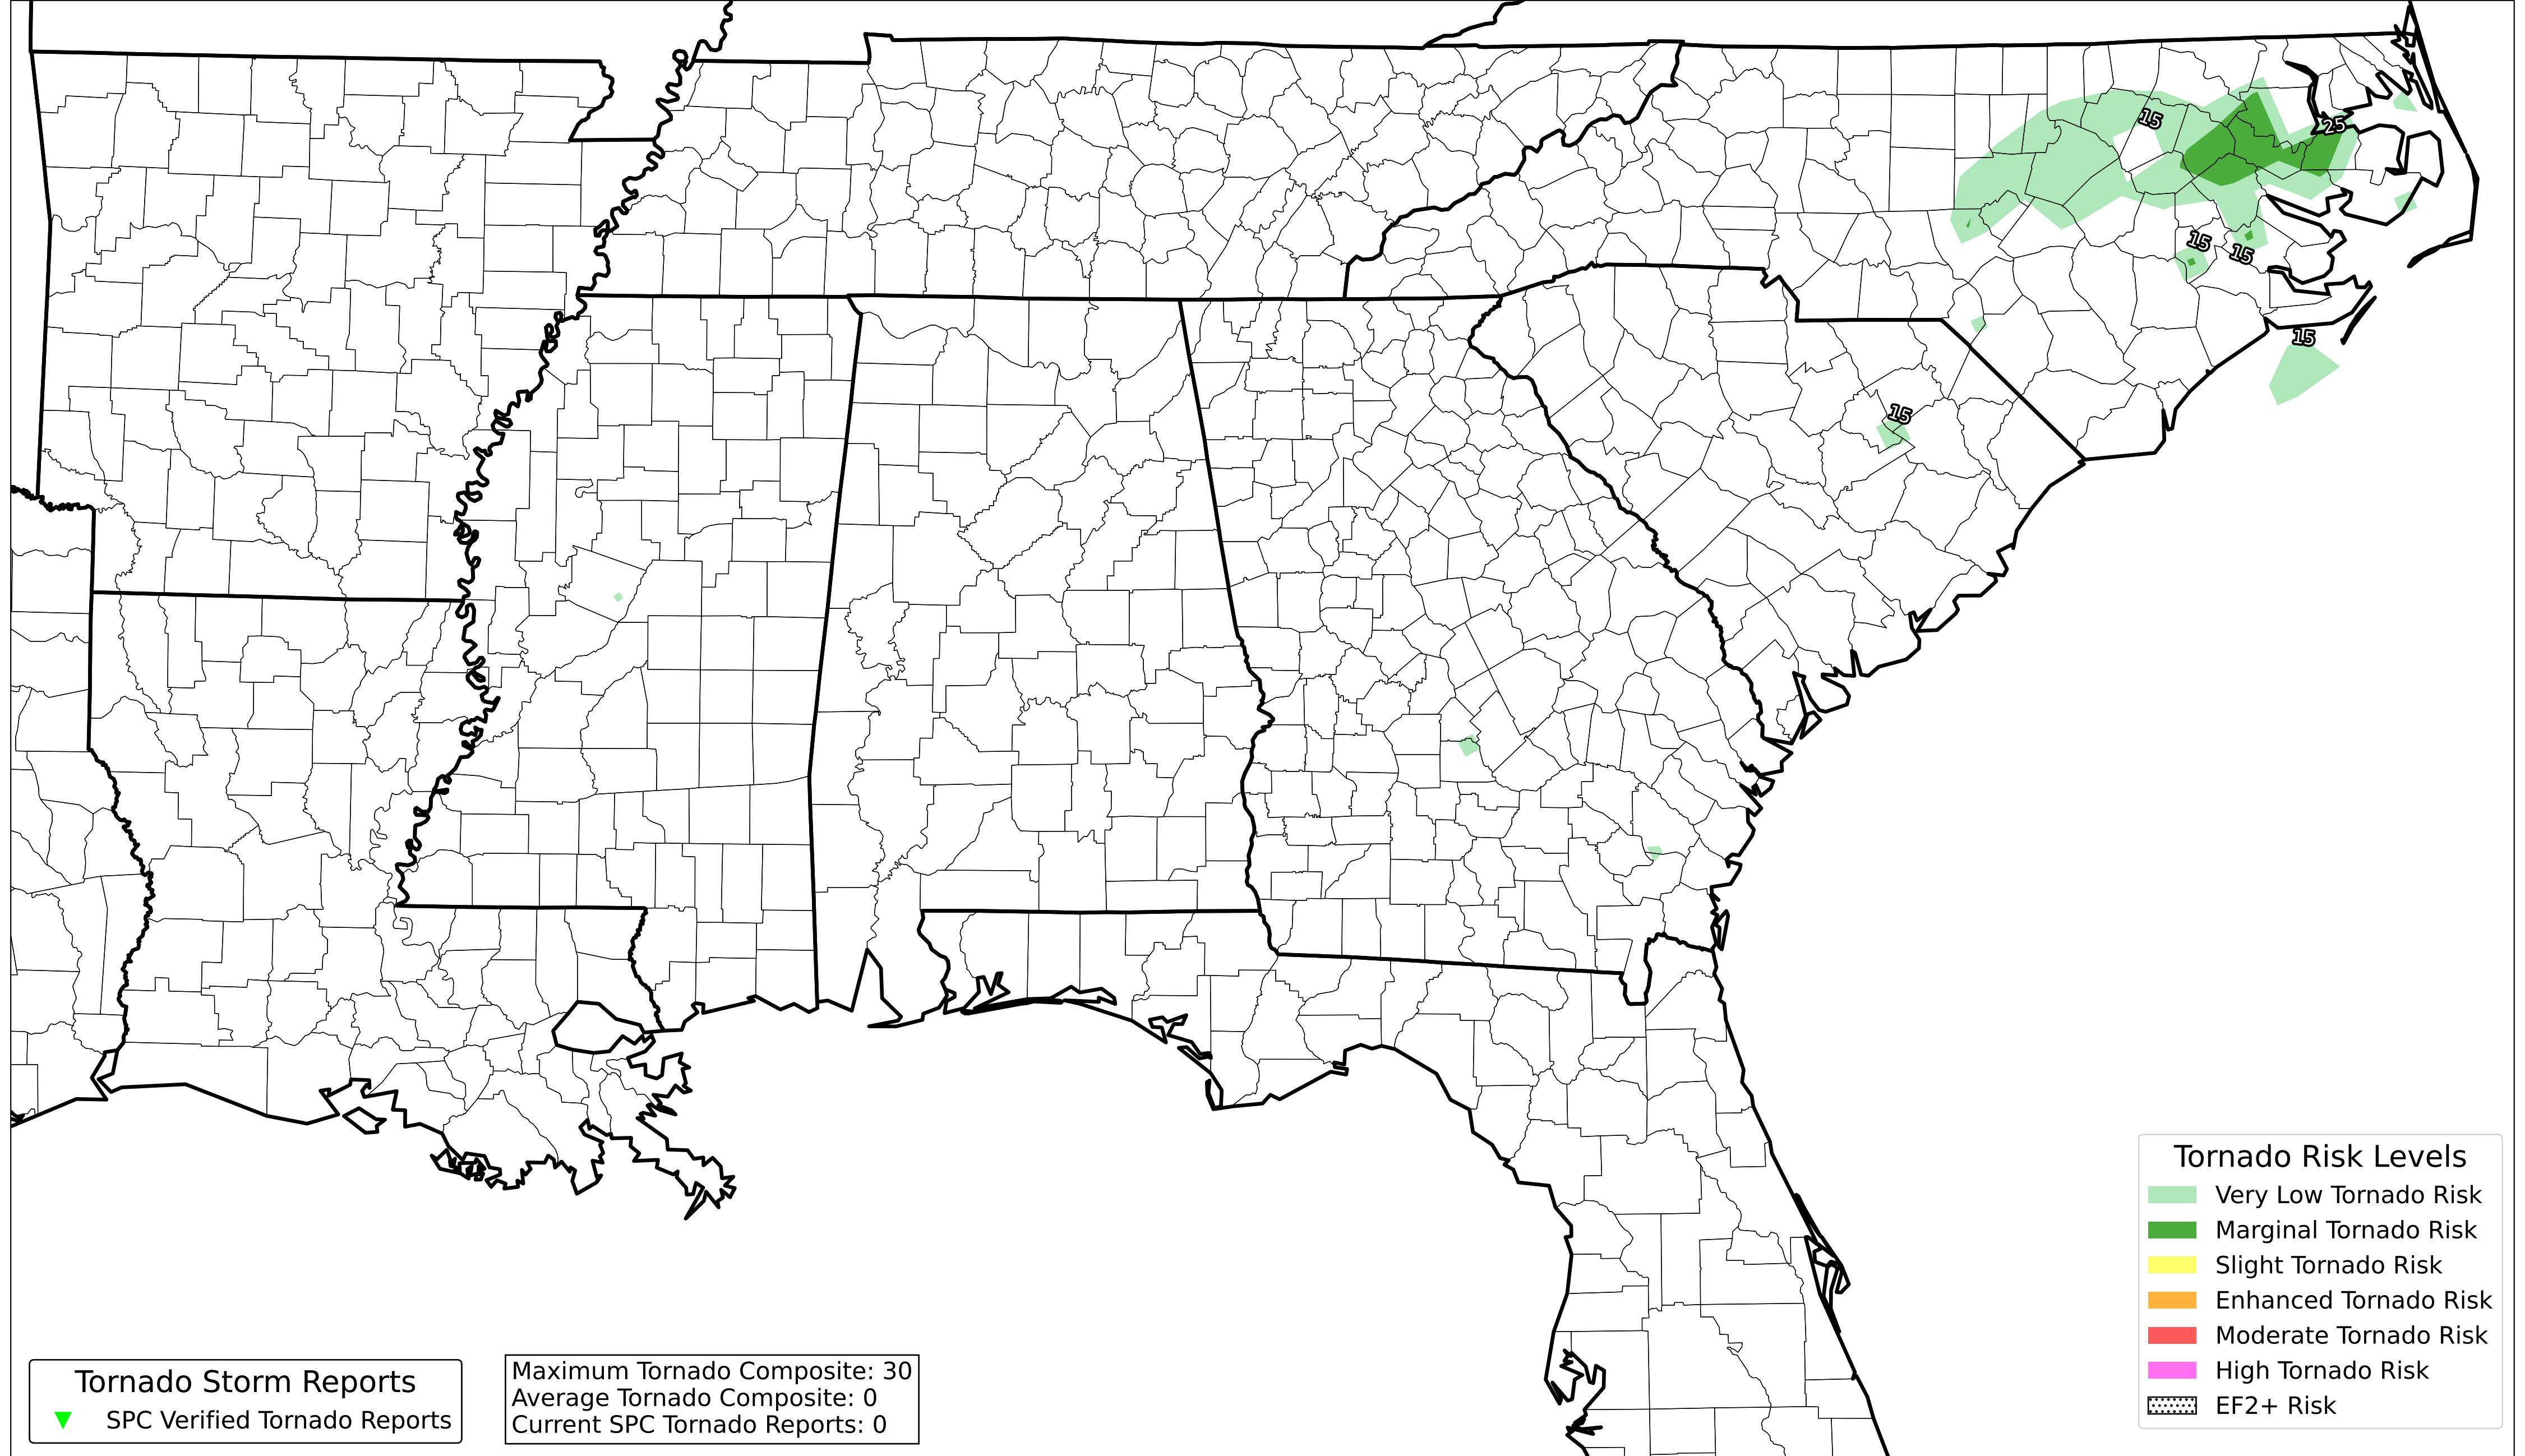 15
25
15
15
15
15
Tornado Risk Levels
Very Low Tornado Risk
Marginal Tornado Risk
Slight Tornado Risk
Enhanced Tornado Risk
Moderate Tornado Risk
High Tornado Risk
EF2+ Risk
Tornado Storm Reports
SPC Verified Tornado Reports
Maximum Tornado Composite: 30
Average Tornado Composite: 0
Current SPC Tornado Reports: 0